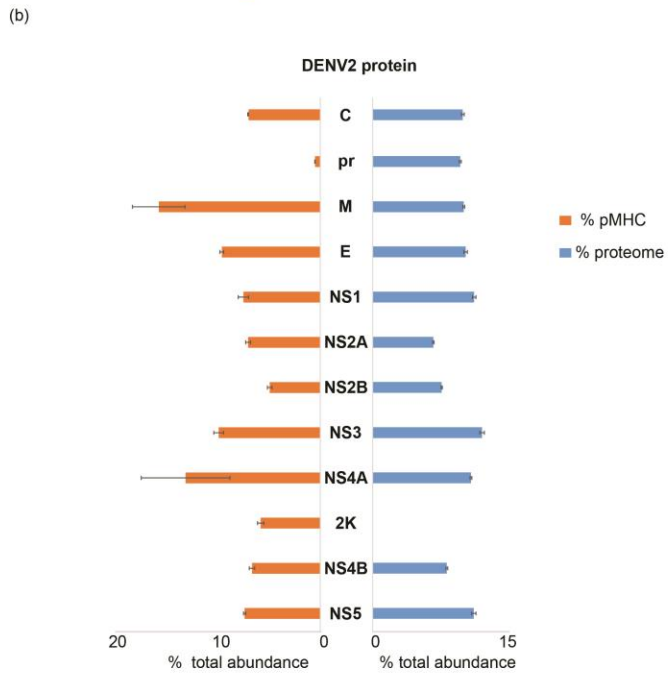 (b)
DENV2 protein
C
pr
M
E
NS1
NS2A
NS2B
NS3
NS4A
2K
NS4B
NS5
% pMHC
% proteome
20 10 0 0 15
% total abundance % total abundance